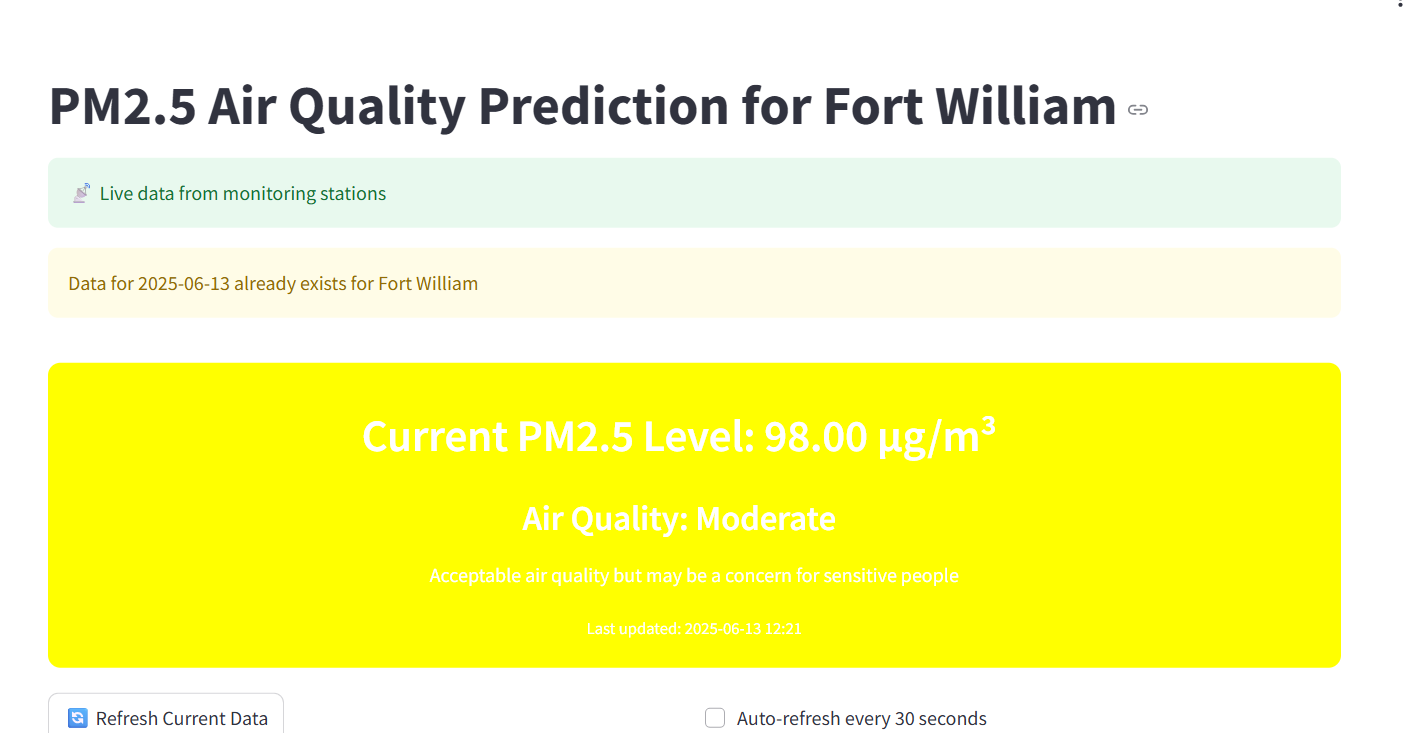 PM2.5 Air Quality Prediction for Fort William
Live data from monitoring stations
Data for 2025-06-13 already exists for Fort William
Current PM2.5 Level: 98.00 µg/m³
Air Quality: Moderate
Acceptable air quality but may be a concern for sensitive people
Last updated: 2025-06-13 12:21
Refresh Current Data
Auto-refresh every 30 seconds